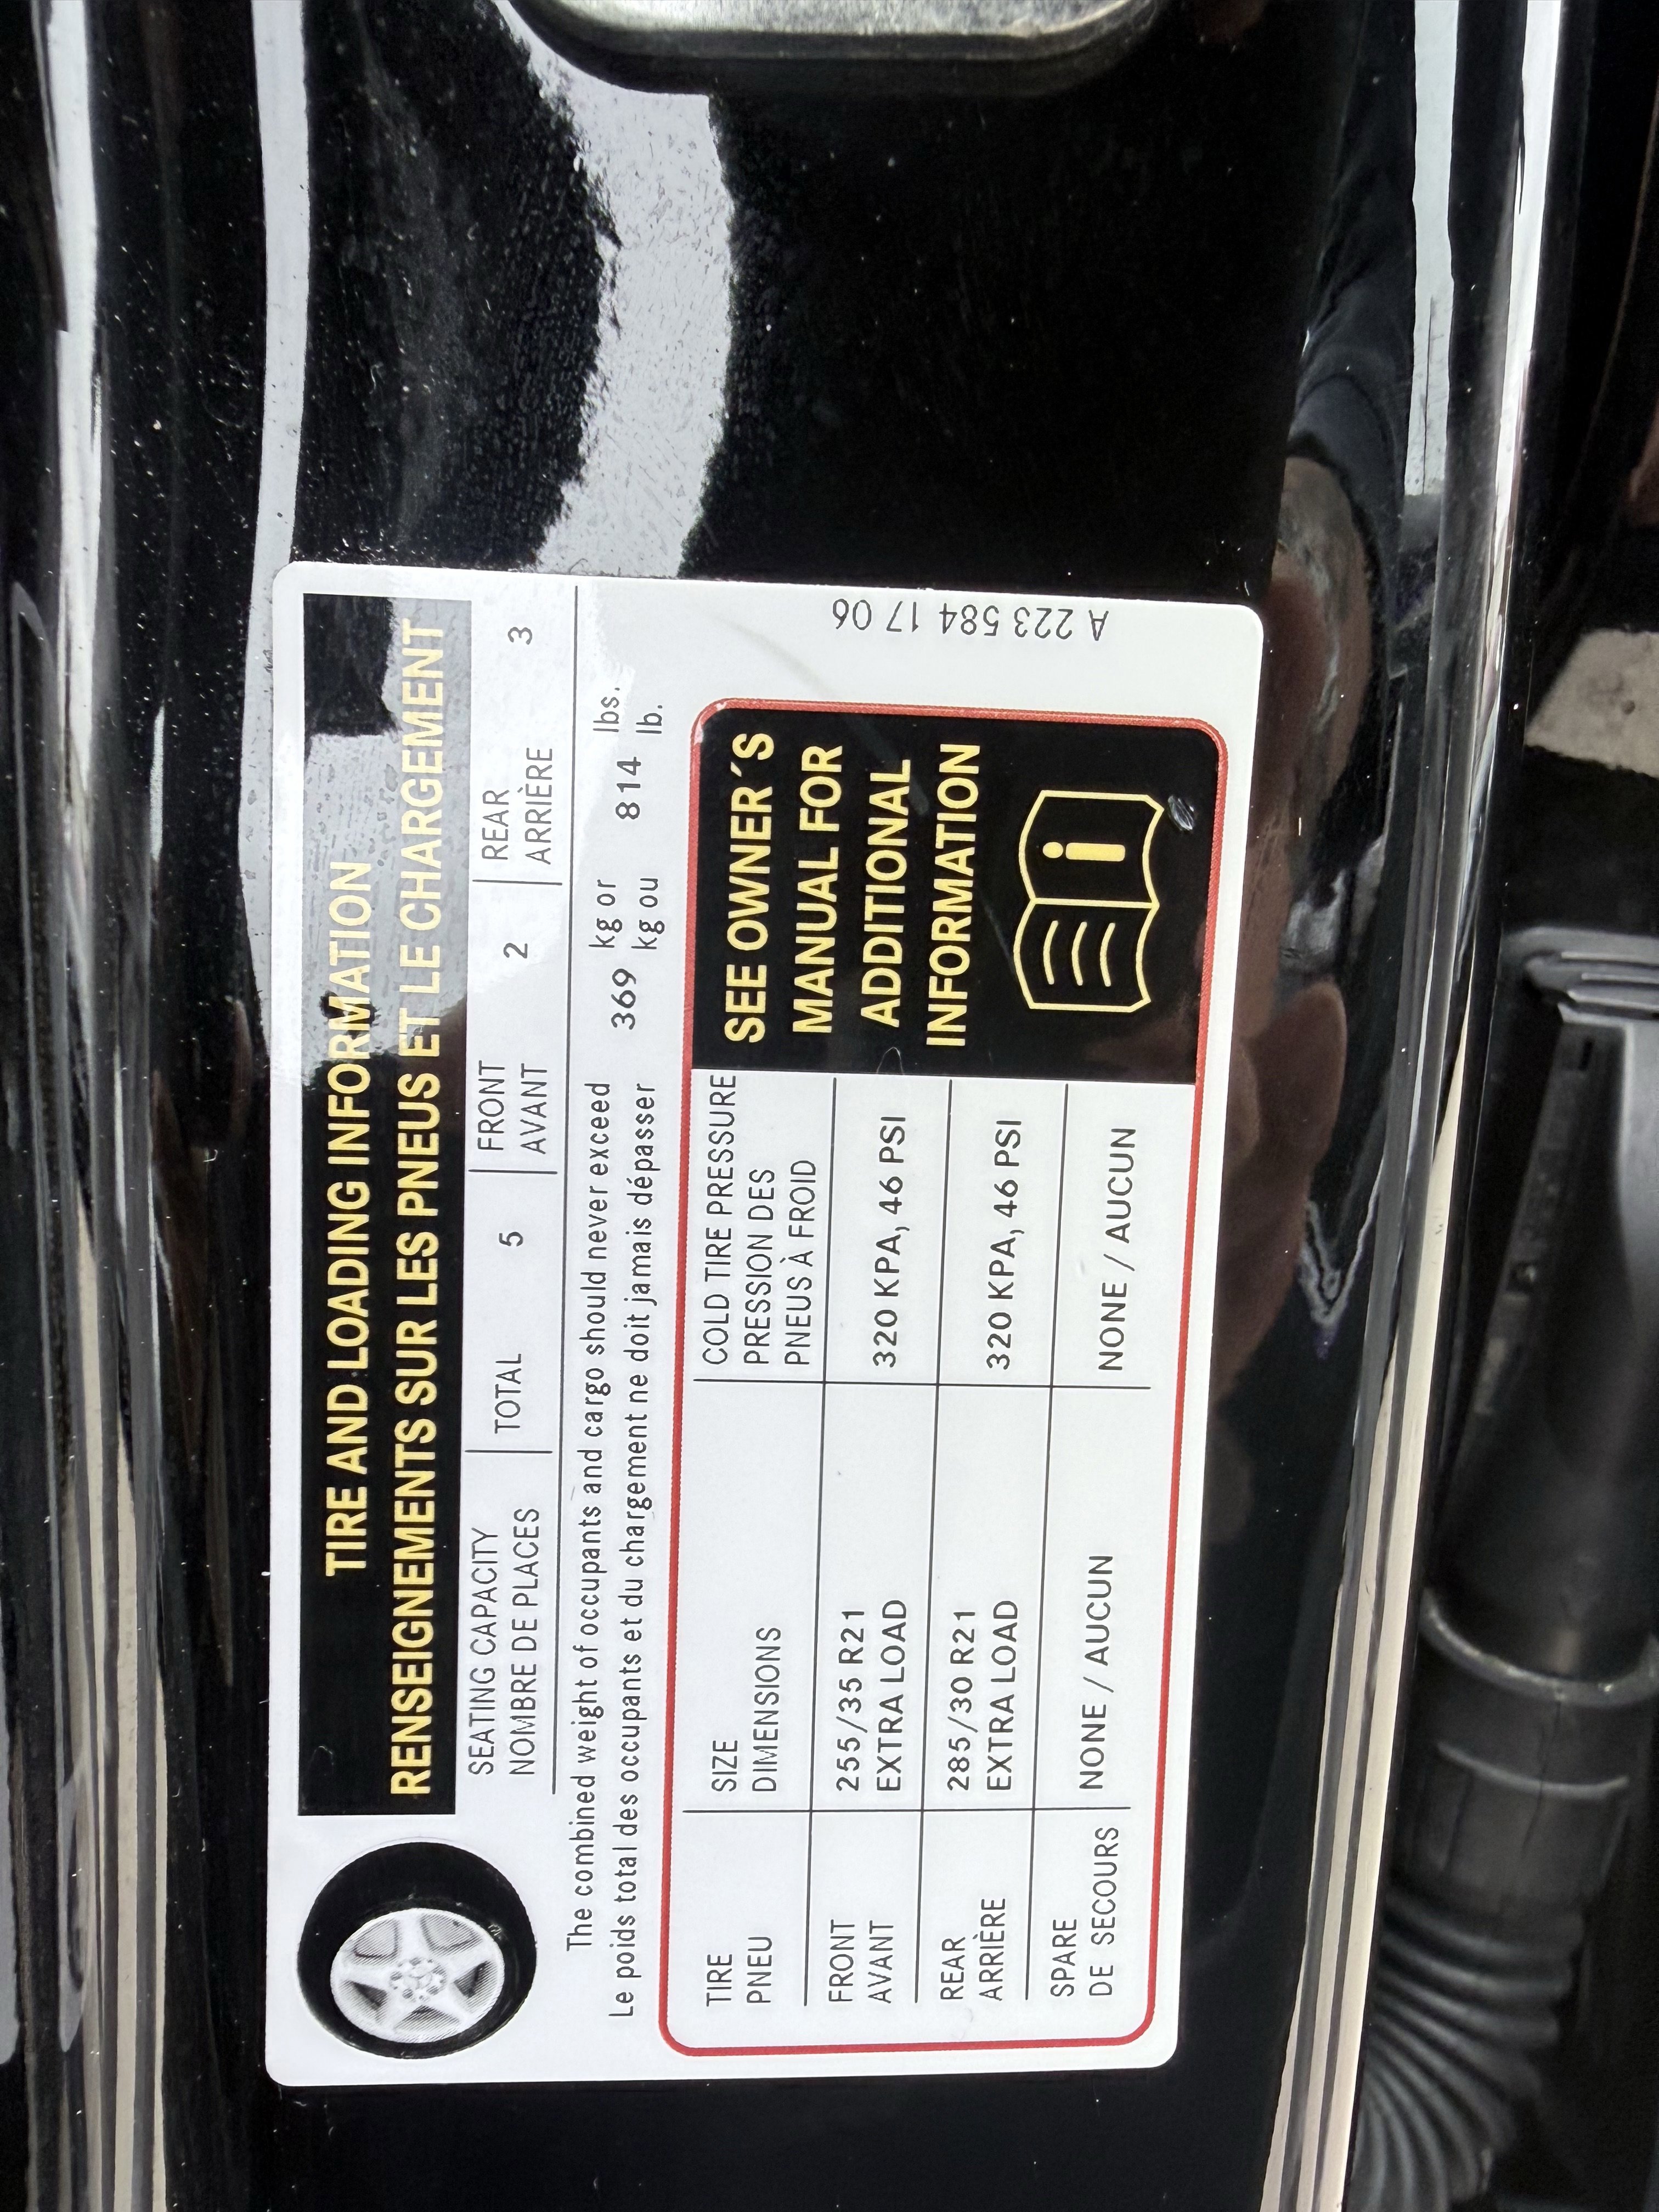 TIRE AND LOADING INFORMATION
RENSEIGNEMENTS SUR LES PNEUS ET LE CHARGEMENT
SEATING CAPACITY
NOMBRE DE PLACES
TOTAL 5
FRONT
AVANT
2
REAR
ARRIÈRE
3
The combined weight of occupants and cargo should never exceed kg or lbs.
369 814
Le poids total des occupants et du chargement ne doit jamais dépasser kg ou lb.
TIRE
PNEU
SIZE
DIMENSIONS
COLD TIRE PRESSURE
PRESSION DES
PNEUS À FROID
FRONT
AVANT
255/35 R21
EXTRA LOAD
320 KPA, 46 PSI
REAR
ARRIÈRE
285/30 R21
EXTRA LOAD
320 KPA, 46 PSI
SPARE
DE SECOURS
NONE / AUCUN
NONE / AUCUN
SEE OWNER´S
MANUAL FOR
ADDITIONAL
INFORMATION
A 223 584 17 06